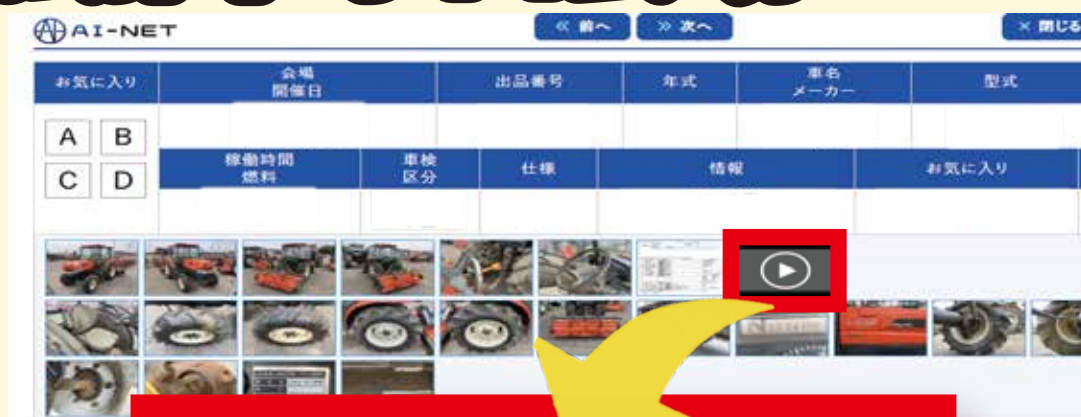 AI-NET
≪ 前へ
≫ 次へ
× 閉じる
お気に入り
会場
開催日
出品番号
年式
車名
メーカー
型式
A B
C D
稼働時間
燃料
車検
区分
仕様
情報
お気に入り